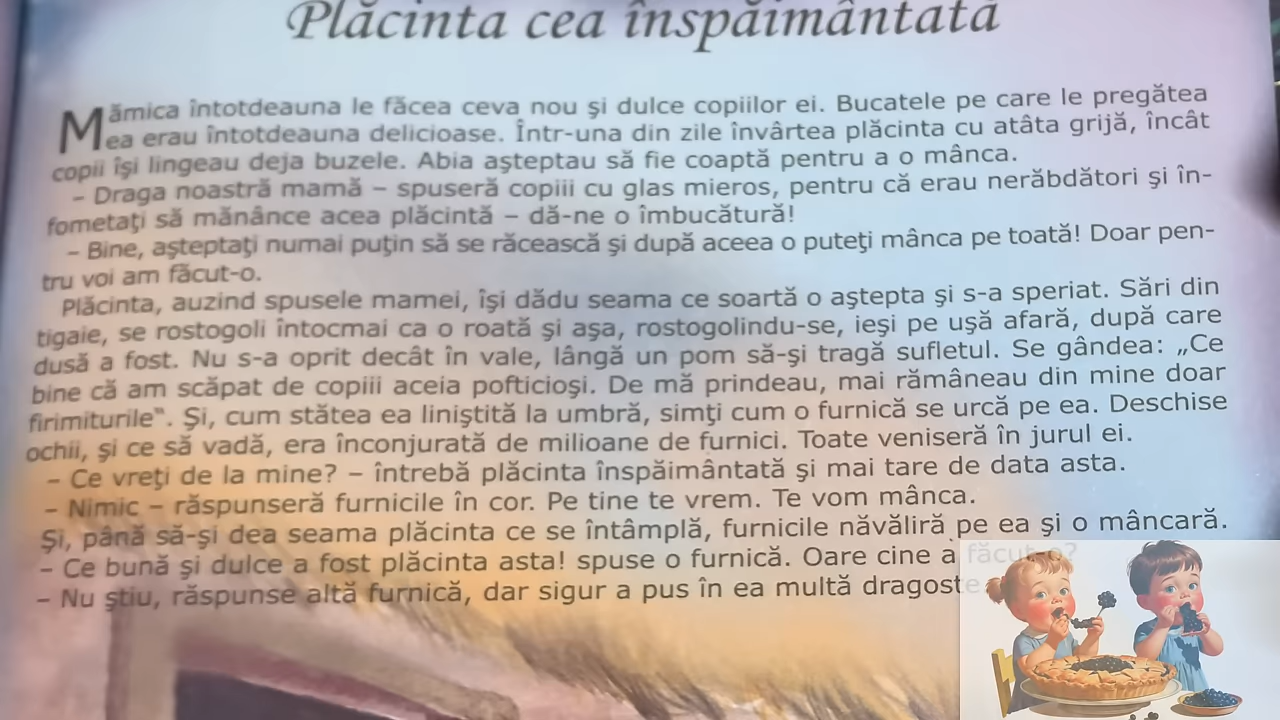 Plăcinta cea înspăimântată
Mămica întotdeauna le făcea ceva nou şi dulce copiilor ei. Bucatele pe care le pregătea
ea erau întotdeauna delicioase. Într-una din zile învârtea plăcinta cu atâta grijă, încât
copii îşi lingeau deja buzele. Abia aşteptau să fie coaptă pentru a o mânca.
– Draga noastră mamă – spuseră copiii cu glas mieros, pentru că erau nerăbdători şi în-
fometaţi să mănânce acea plăcintă – dă-ne o îmbucătură!
– Bine, aşteptaţi numai puţin să se răcească şi după aceea o puteţi mânca pe toată! Doar pen-
tru voi am făcut-o.
Plăcinta, auzind spusele mamei, îşi dădu seama ce soartă o aştepta şi s-a speriat. Sări din
tigaie, se rostogoli întocmai ca o roată şi aşa, rostogolindu-se, ieşi pe uşă afară, după care
dusă a fost. Nu s-a oprit decât în vale, lângă un pom să-şi tragă sufletul. Se gândea: „Ce
bine că am scăpat de copiii aceia pofticioşi. De mă prindeau, mai rămâneau din mine doar
firimiturile“. Şi, cum stătea ea liniştită la umbră, simţi cum o furnică se urcă pe ea. Deschise
ochii, şi ce să vadă, era înconjurată de milioane de furnici. Toate veniseră în jurul ei.
– Ce vreţi de la mine? – întrebă plăcinta înspăimântată şi mai tare de data asta.
– Nimic – răspunseră furnicile în cor. Pe tine te vrem. Te vom mânca.
Şi, până să-şi dea seama plăcinta ce se întâmplă, furnicile năvăliră pe ea şi o mâncară.
– Ce bună şi dulce a fost plăcinta asta! spuse o furnică. Oare cine a făcut-o?
– Nu ştiu, răspunse altă furnică, dar sigur a pus în ea multă dragoste